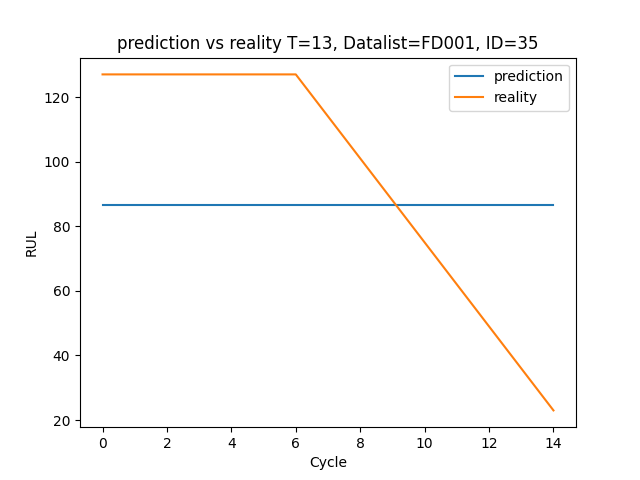 prediction vs reality T=13, Datalist=FD001, ID=35
prediction
reality
120
100
80
60
40
20
RUL
0 2 4 6 8 10 12 14
Cycle